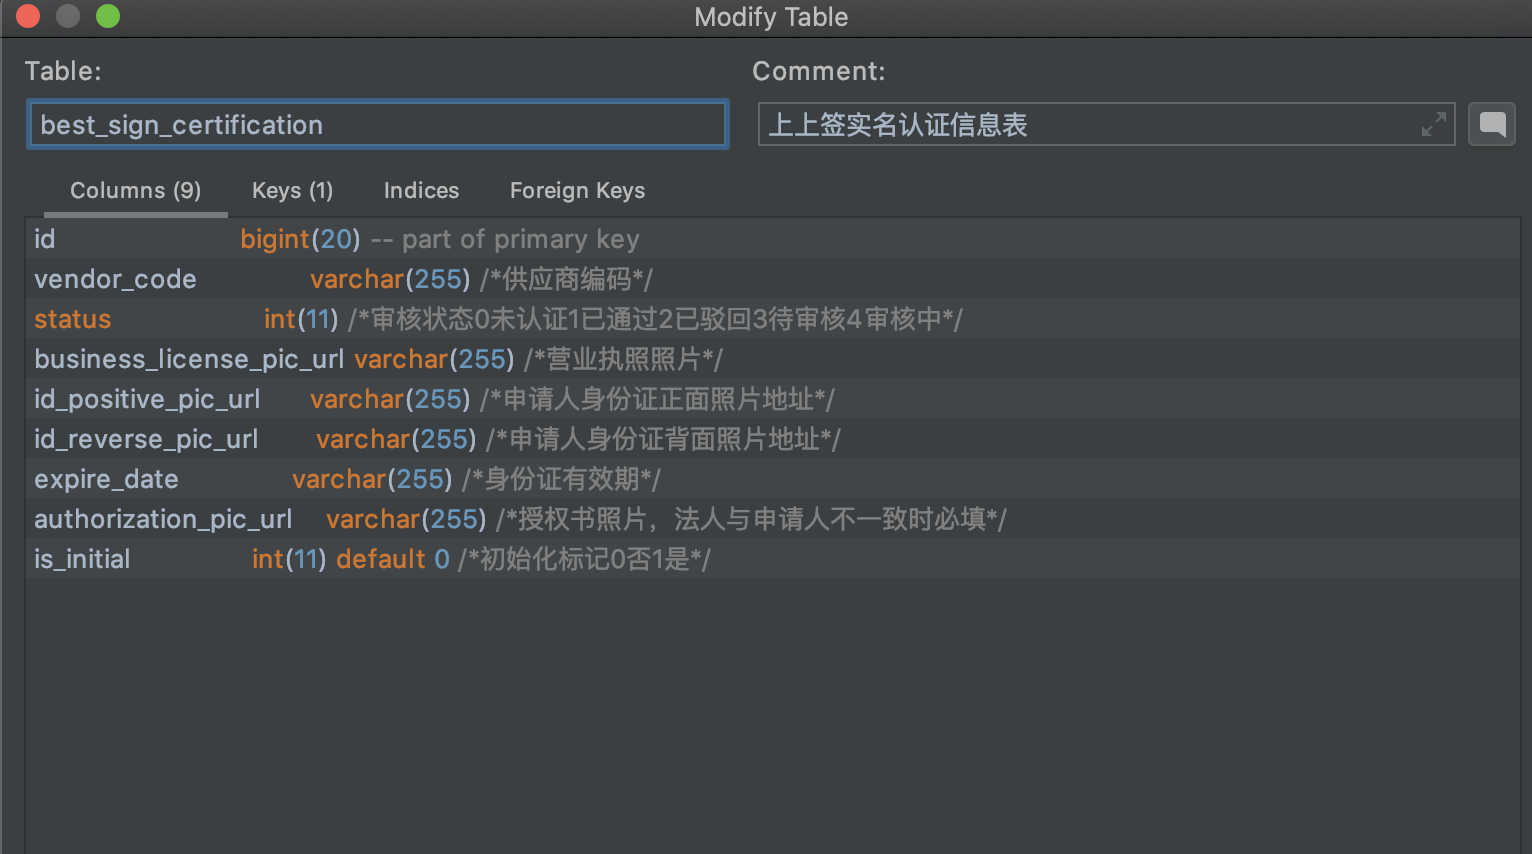 Modify Table
Table:
Comment:
best_sign_certification
上上签实名认证信息表
Columns (9) Keys (1) Indices Foreign Keys
id bigint(20) -- part of primary key
vendor_code varchar(255) /*供应商编码*/
status int(11) /*审核状态0未认证1已通过2已驳回3待审核4审核中*/
business_license_pic_url varchar(255) /*营业执照照片*/
id_positive_pic_url varchar(255) /*申请人身份证正面照片地址*/
id_reverse_pic_url varchar(255) /*申请人身份证背面照片地址*/
expire_date varchar(255) /*身份证有效期*/
authorization_pic_url varchar(255) /*授权书照片，法人与申请人不一致时必填*/
is_initial int(11) default 0 /*初始化标记0否1是*/